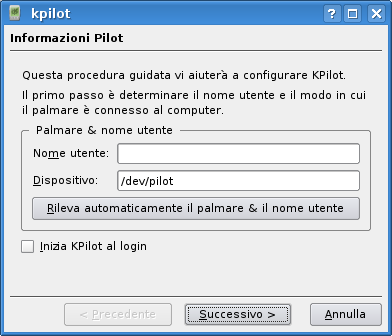 kpilot
Informazioni Pilot
Questa procedura guidata vi aiuterà a configurare KPilot.
Il primo passo è determinare il nome utente e il modo in cui
il palmare è connesso al computer.
Palmare & nome utente
Nome utente:
Dispositivo: /dev/pilot
Rileva automaticamente il palmare & il nome utente
Inizia KPilot al login
< Precedente Successivo > Annulla